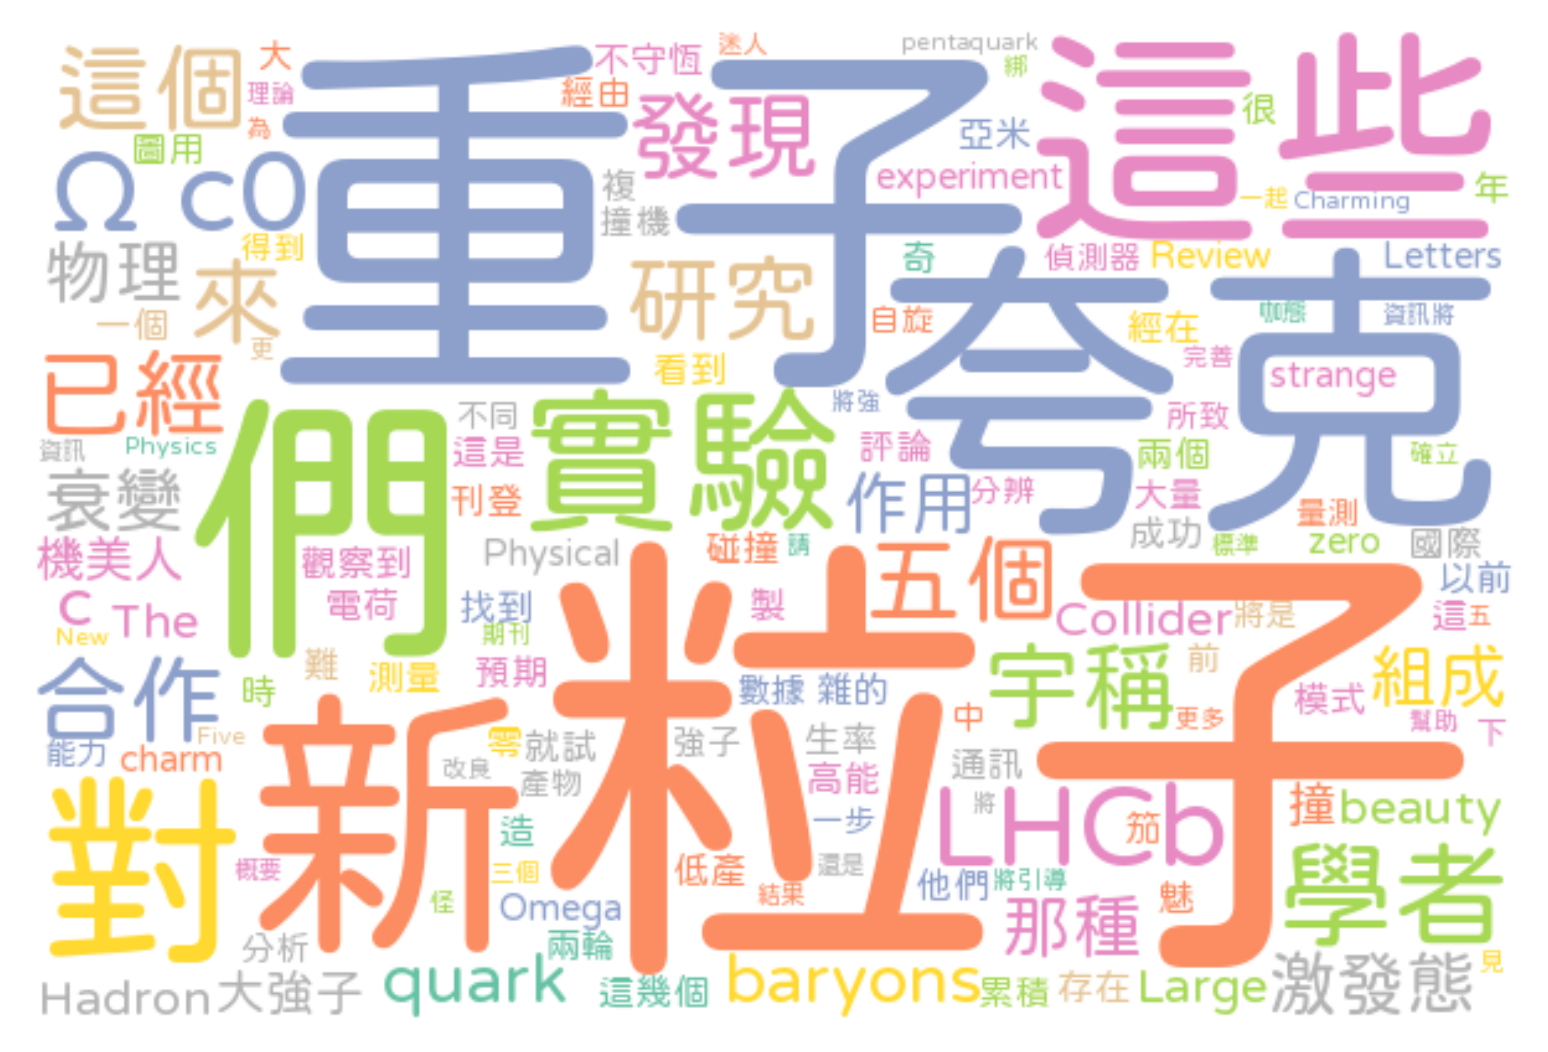 這個
大
重子
不守恆
迷人
pentaquark
綁
這些
理論
經由
為
發現
很
圖用
亞米
Ω c0
複
experiment
年
一起
Charming
撞機
得到
奇
偵測器
Review
Letters
物理
來
研究
夸克
一個
自旋
經在
咖態
資訊將
更
看到
完善
strange
已經
們
實驗
將強
不同
所致
資訊
Physics
這是
評論
兩個
確立
衰變
刊登
作用
分辨
大量
量測
成功
標準
zero
國際
機美人
觀察到
Physical
碰撞
請
五個
以前
c
The
電荷
找到
製
Collider
將是
這
五
New
期刊
新粒子
合作
難
測量
預期
宇稱
前
組成
時
數據
雜的
模式
能力
charm
Five
零
就試
強子
生率
中
更多
幫助
下
改良
產物
高能
通訊
對
造
一步
將
LHCb
笳
撞
beauty
概要
三個
低產
還是
他們
將引導
學者
怪
Omega
結果
那種
魅
分析
兩輪
Hadron
大強子
quark
這幾個
baryons
累積
存在
Large
激發態
見